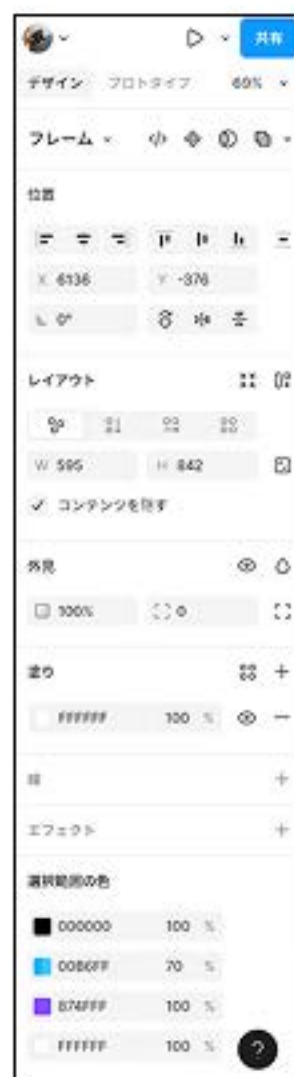 共有
デザイン プロトタイプ 69%
フレーム
位置
X 6136 Y -376
0°
レイアウト
W 595 H 842
コンテンツを隠す
外見
100% 0
塗り
FFFFFF 100 %
線
エフェクト
選択範囲の色
000000 100 %
0086FF 70 %
874FFF 100 %
FFFFFF 100 %
?